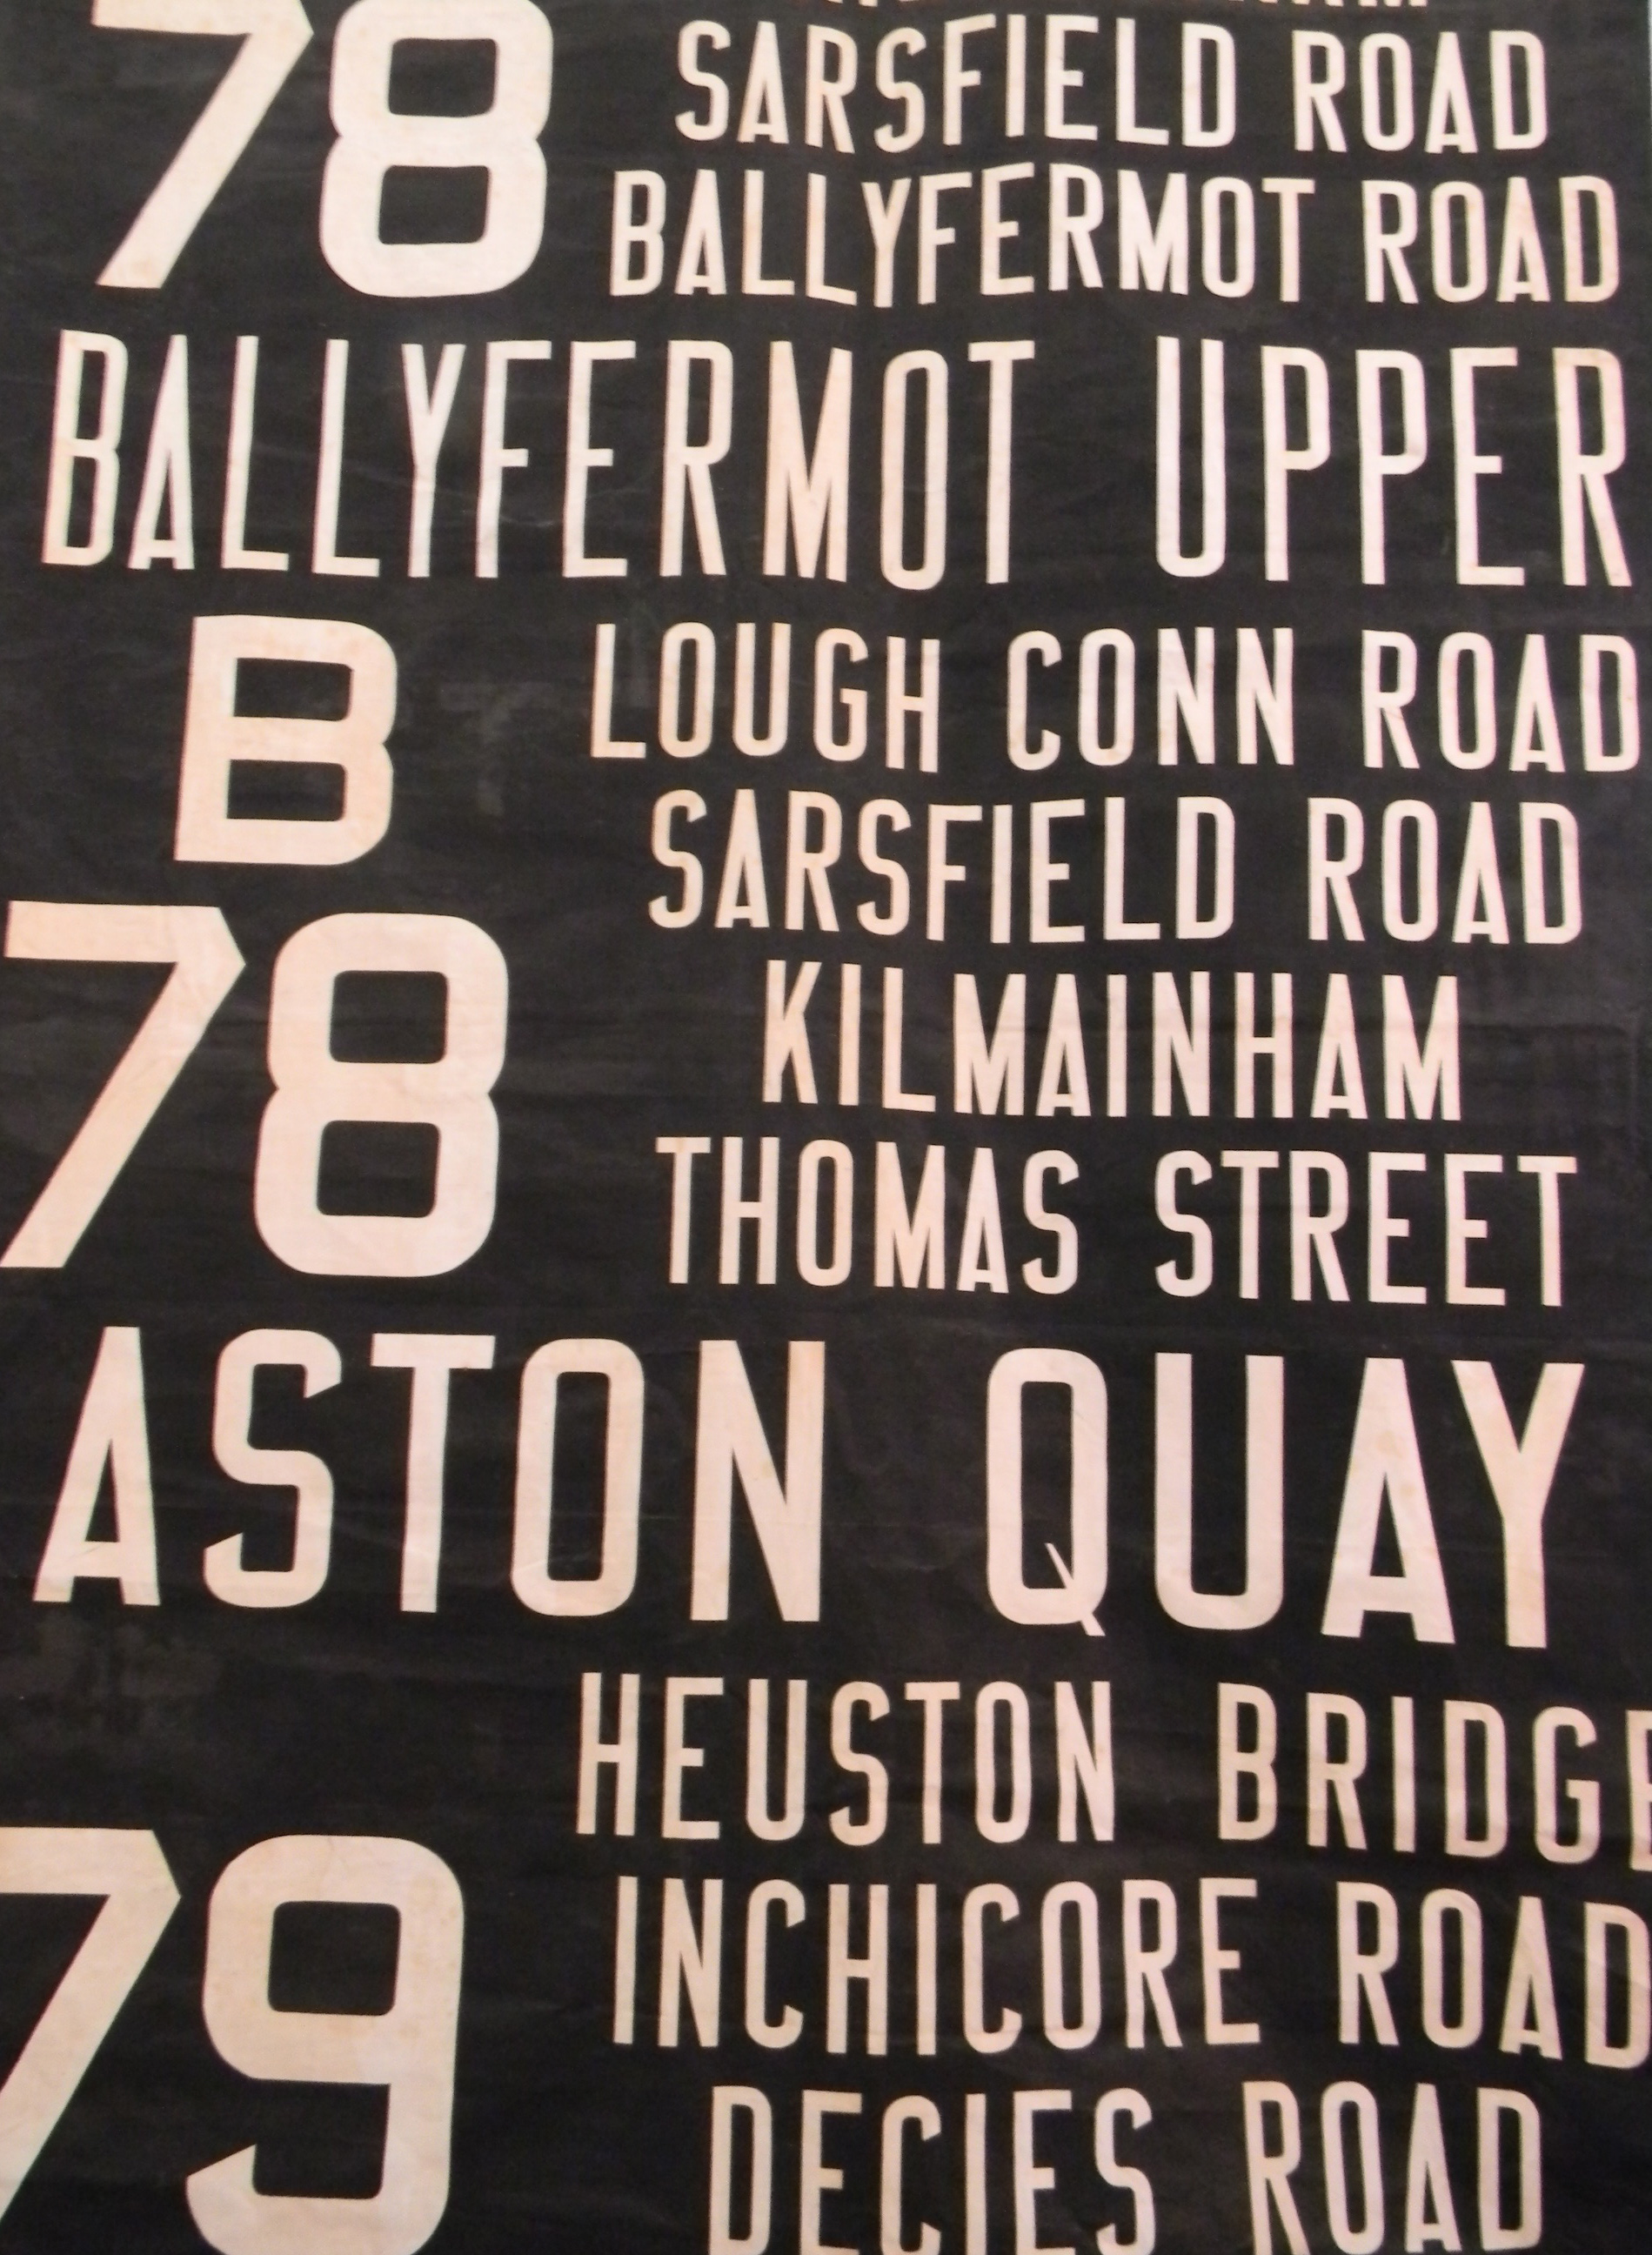 78
SARSFIELD ROAD
BALLYFERMOT ROAD
BALLYFERMOT UPPER
B
78
LOUGH CONN ROAD
SARSFIELD ROAD
KILMAINHAM
THOMAS STREET
ASTON QUAY
79
HEUSTON BRIDGE
INCHICORE ROAD
DECIES ROAD